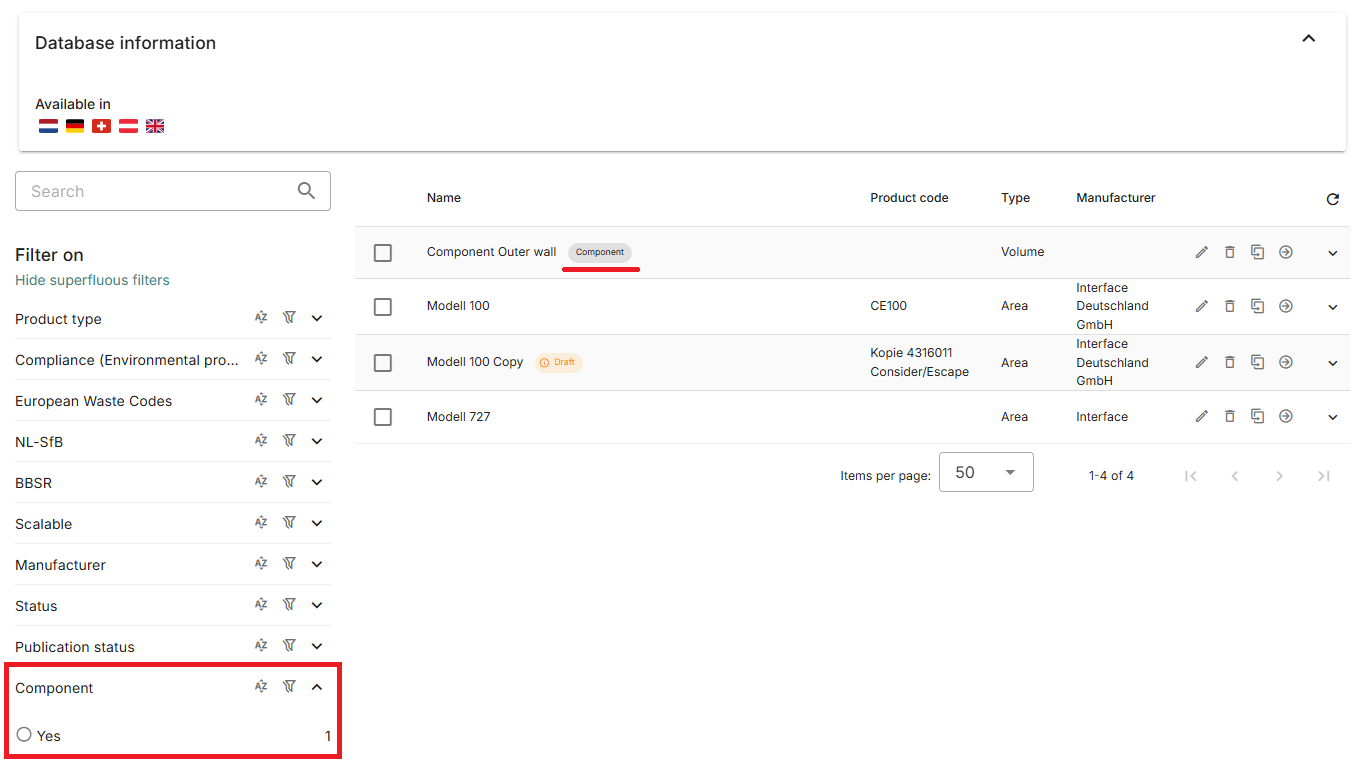 Database information
Available in
Search
Filter on
Hide superfluous filters
Product type
Compliance (Environmental pro...
European Waste Codes
NL-SfB
BBSR
Scalable
Manufacturer
Status
Publication status
Component
Yes 1
Name Product code Type Manufacturer
Component Outer wall Component Volume
Modell 100 CE100 Area Interface
Deutschland
GmbH
Modell 100 Copy Draft Kopie 4316011
Consider/Escape Area Interface
Deutschland
GmbH
Modell 727 Area Interface
Items per page: 50 1-4 of 4